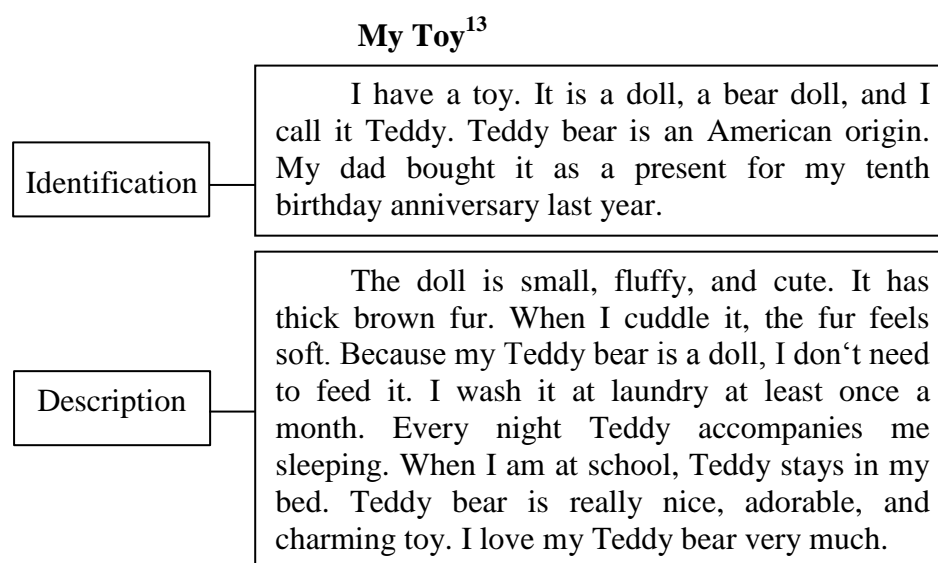 My Toy13
I have a toy. It is a doll, a bear doll, and I
call it Teddy. Teddy bear is an American origin.
My dad bought it as a present for my tenth
birthday anniversary last year.
Identification
The doll is small, fluffy, and cute. It has
thick brown fur. When I cuddle it, the fur feels
soft. Because my Teddy bear is a doll, I don‘t need
to feed it. I wash it at laundry at least once a
month. Every night Teddy accompanies me
sleeping. When I am at school, Teddy stays in my
bed. Teddy bear is really nice, adorable, and
charming toy. I love my Teddy bear very much.
Description